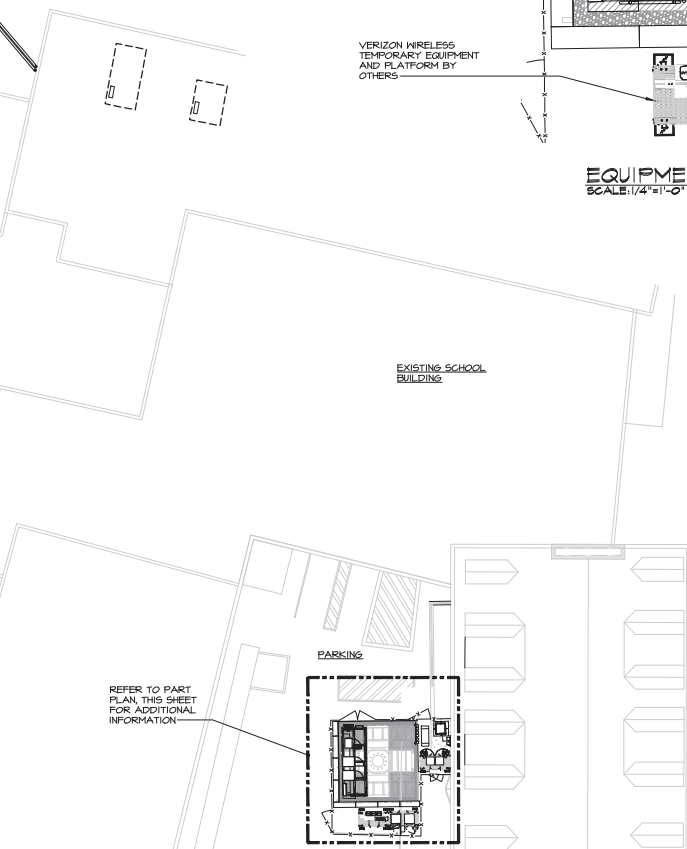 VERIZON WIRELESS
TEMPORARY EQUIPMENT
AND PLATFORM BY
OTHERS
EQUIPME
SCALE:1/4"=1'-0"
EXISTING SCHOOL
BUILDING
PARKING
REFER TO PART
PLAN, THIS SHEET
FOR ADDITIONAL
INFORMATION